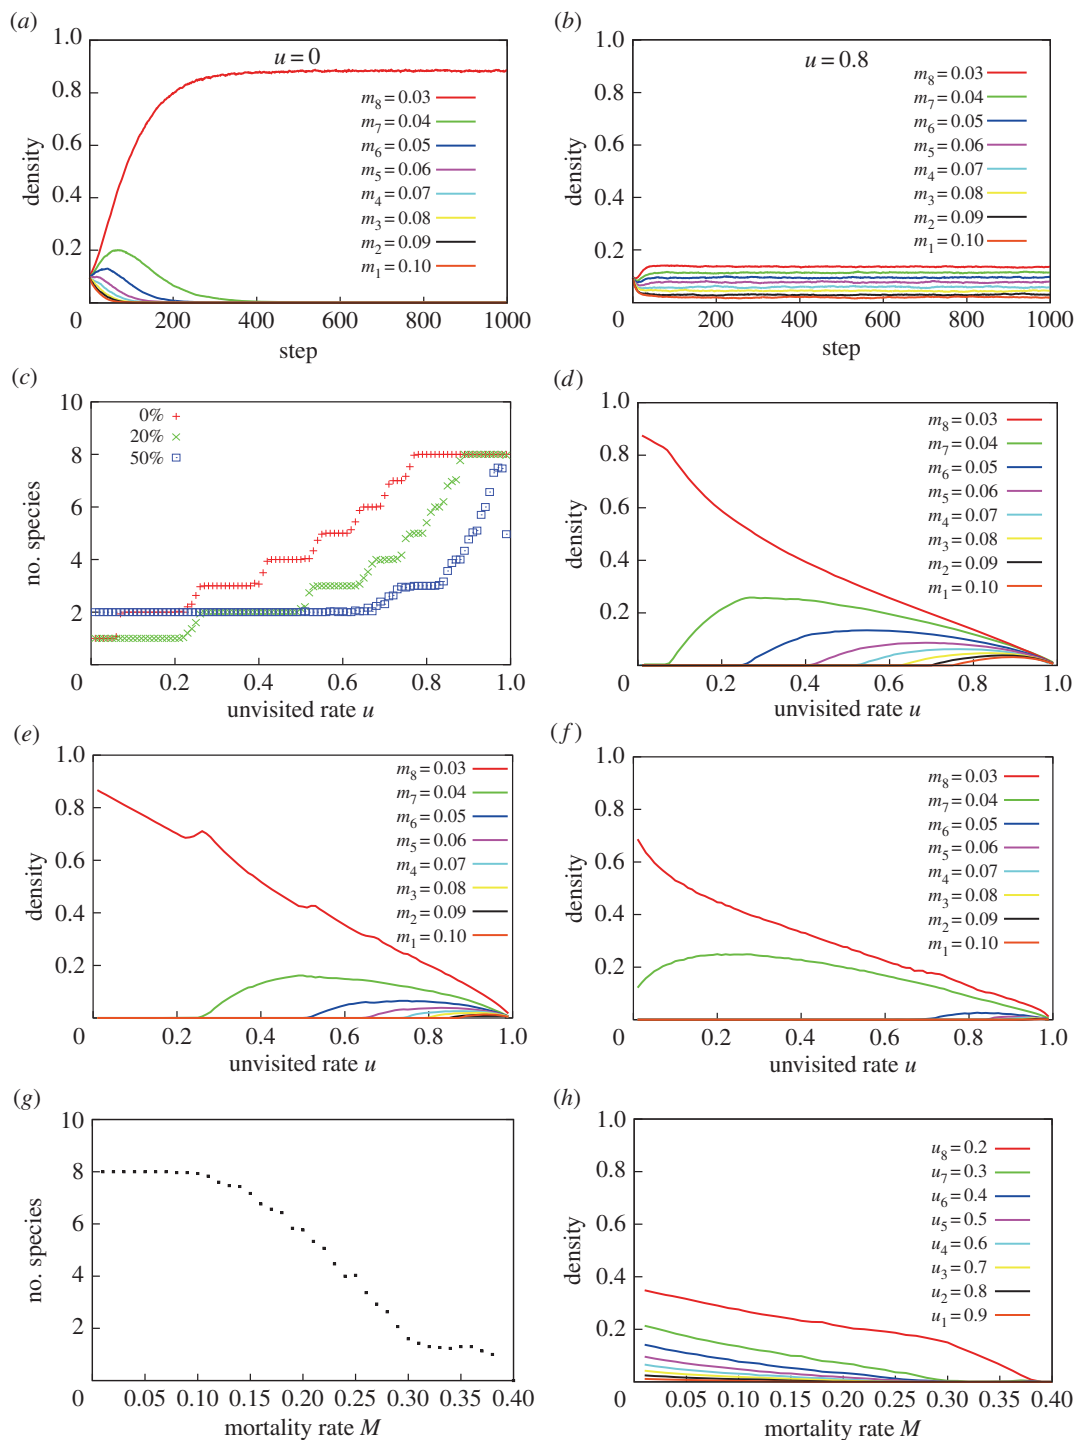 (a)
1.0
0.8
0.6
0.4
0.2
0
200
400
600
800
1000
density
step
u = 0
m8 = 0.03
m7 = 0.04
m6 = 0.05
m5 = 0.06
m4 = 0.07
m3 = 0.08
m2 = 0.09
m1 = 0.10
(b)
1.0
0.8
0.6
0.4
0.2
0
200
400
600
800
1000
density
step
u = 0.8
m8 = 0.03
m7 = 0.04
m6 = 0.05
m5 = 0.06
m4 = 0.07
m3 = 0.08
m2 = 0.09
m1 = 0.10
(c)
10
8
6
4
2
0
0.2
0.4
0.6
0.8
1.0
no. species
unvisited rate u
0%
20%
50%
(d)
1.0
0.8
0.6
0.4
0.2
0
0.2
0.4
0.6
0.8
1.0
density
unvisited rate u
m8 = 0.03
m7 = 0.04
m6 = 0.05
m5 = 0.06
m4 = 0.07
m3 = 0.08
m2 = 0.09
m1 = 0.10
(e)
1.0
0.8
0.6
0.4
0.2
0
0.2
0.4
0.6
0.8
1.0
density
unvisited rate u
m8 = 0.03
m7 = 0.04
m6 = 0.05
m5 = 0.06
m4 = 0.07
m3 = 0.08
m2 = 0.09
m1 = 0.10
(f)
1.0
0.8
0.6
0.4
0.2
0
0.2
0.4
0.6
0.8
1.0
density
unvisited rate u
m8 = 0.03
m7 = 0.04
m6 = 0.05
m5 = 0.06
m4 = 0.07
m3 = 0.08
m2 = 0.09
m1 = 0.10
(g)
10
8
6
4
2
0
0.05
0.10
0.15
0.20
0.25
0.30
0.35
0.40
no. species
mortality rate M
(h)
1.0
0.8
0.6
0.4
0.2
0
0.05
0.10
0.15
0.20
0.25
0.30
0.35
0.40
density
mortality rate M
u8 = 0.2
u7 = 0.3
u6 = 0.4
u5 = 0.5
u4 = 0.6
u3 = 0.7
u2 = 0.8
u1 = 0.9